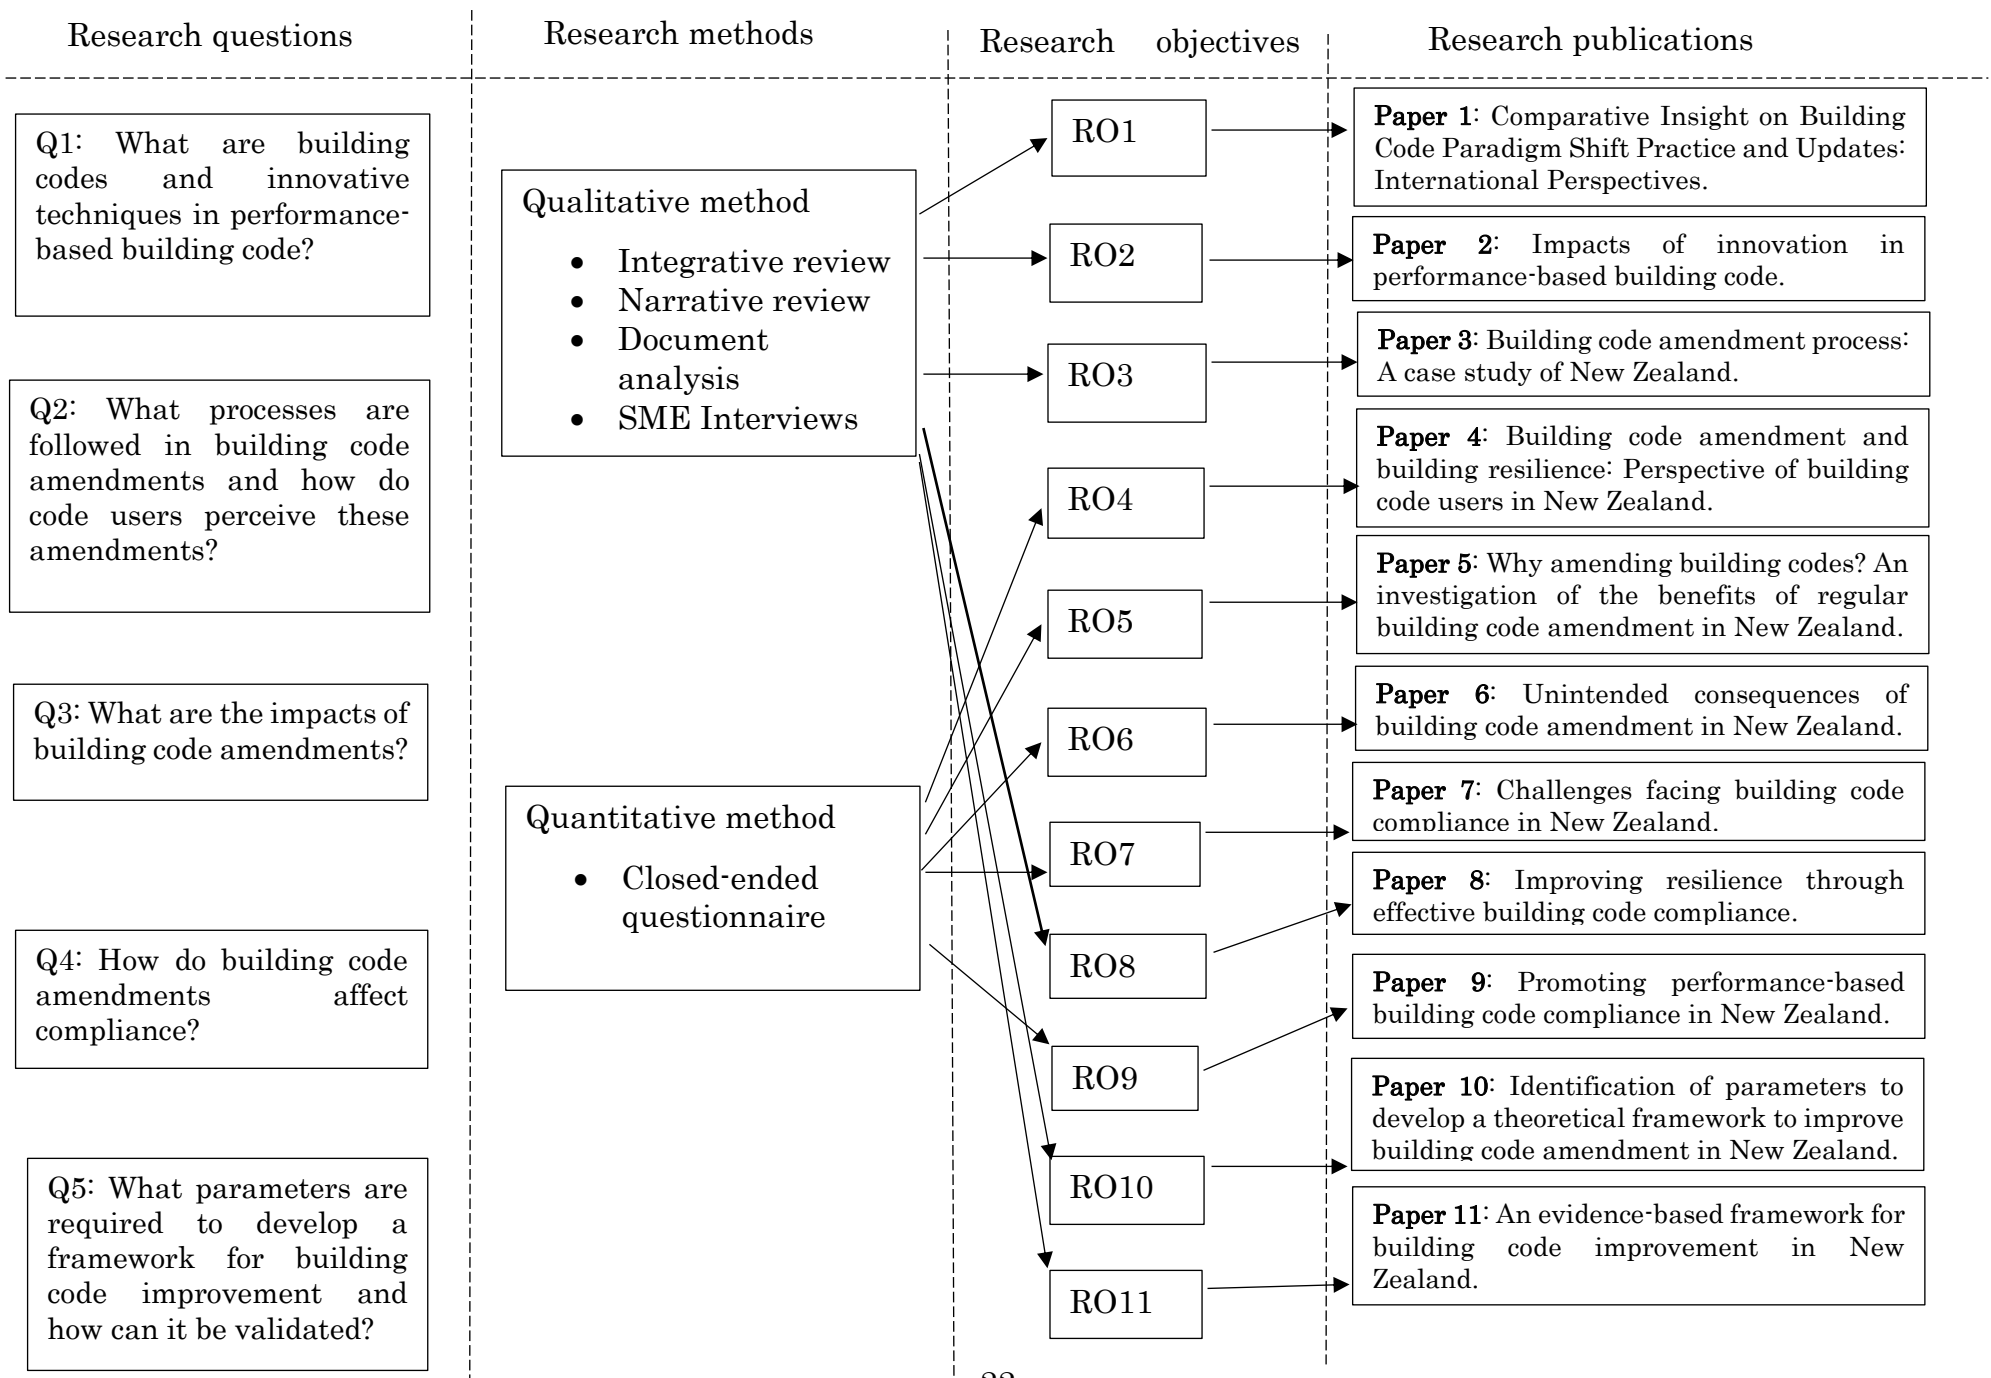 Research questions
Research methods
Research objectives
Research publications
Q1: What are building
codes and innovative
techniques in performance-
based building code?
Q2: What processes are
followed in building code
amendments and how do
code users perceive these
amendments?
Q3: What are the impacts of
building code amendments?
Q4: How do building code
amendments affect
compliance?
Q5: What parameters are
required to develop a
framework for building
code improvement and
how can it be validated?
Qualitative method
• Integrative review
• Narrative review
• Document
analysis
• SME Interviews
Quantitative method
• Closed-ended
questionnaire
RO1
RO2
RO3
RO4
RO5
RO6
RO7
RO8
RO9
RO10
RO11
Paper 1: Comparative Insight on Building
Code Paradigm Shift Practice and Updates:
International Perspectives.
Paper 2: Impacts of innovation in
performance-based building code.
Paper 3: Building code amendment process:
A case study of New Zealand.
Paper 4: Building code amendment and
building resilience: Perspective of building
code users in New Zealand.
Paper 5: Why amending building codes? An
investigation of the benefits of regular
building code amendment in New Zealand.
Paper 6: Unintended consequences of
building code amendment in New Zealand.
Paper 7: Challenges facing building code
compliance in New Zealand.
Paper 8: Improving resilience through
effective building code compliance.
Paper 9: Promoting performance-based
building code compliance in New Zealand.
Paper 10: Identification of parameters to
develop a theoretical framework to improve
building code amendment in New Zealand.
Paper 11: An evidence-based framework for
building code improvement in New
Zealand.